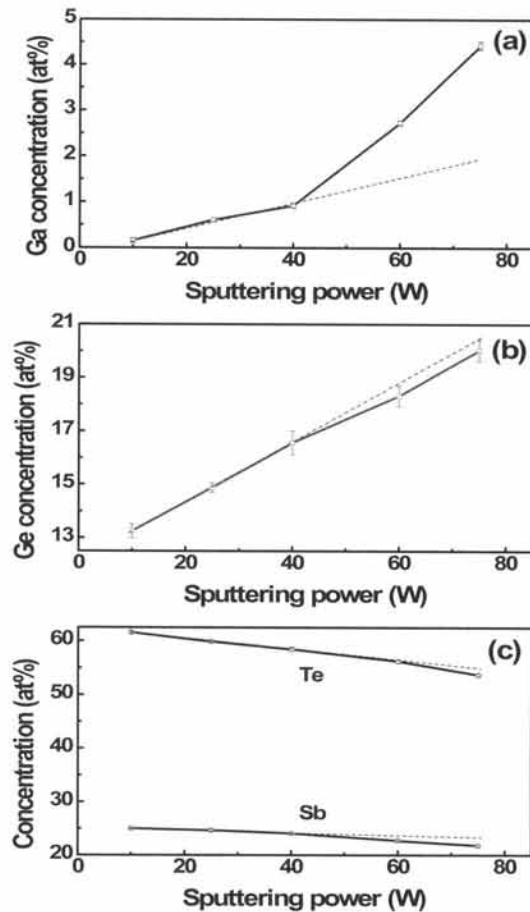 (a)
Ga concentration (at%)
5
4
3
2
1
0
0 20 40 60 80
Sputtering power (W)
(b)
Ge concentration (at%)
21
19
17
15
13
0 20 40 60 80
Sputtering power (W)
(c)
Concentration (at%)
60
50
40
30
20
Te
Sb
0 20 40 60 80
Sputtering power (W)